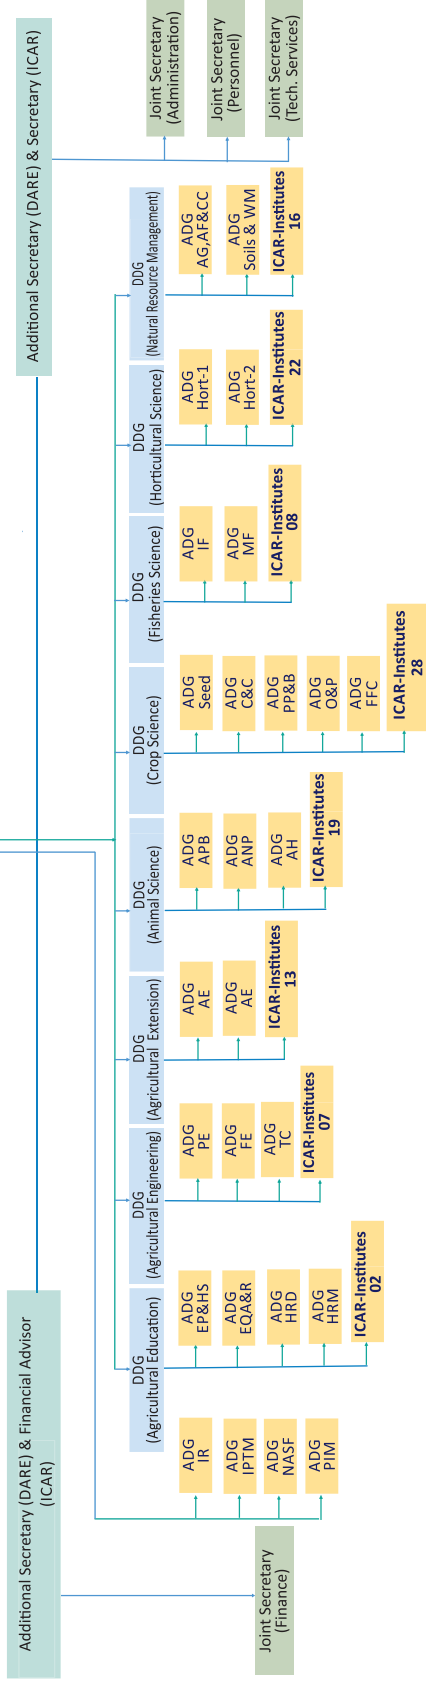 Additional Secretary (DARE) & Financial Advisor
(ICAR)
Additional Secretary (DARE) & Secretary (ICAR)
Joint Secretary
(Finance)
ADG
IR
ADG
IPTM
ADG
NASF
ADG
PIM
DDG
(Agricultural Education)
ADG
EP&HS
ADG
EQA&R
ADG
HRD
ADG
HRM
ICAR-Institutes
02
DDG
(Agricultural Engineering)
ADG
PE
ADG
FE
ADG
TC
ICAR-Institutes
07
DDG
(Agricultural Extension)
ADG
AE
ADG
AE
ICAR-Institutes
13
DDG
(Animal Science)
ADG
APB
ADG
ANP
ADG
AH
ICAR-Institutes
19
DDG
(Crop Science)
ADG
Seed
ADG
C&C
ADG
PP&B
ADG
O&P
ADG
FFC
ICAR-Institutes
28
DDG
(Fisheries Science)
ADG
IF
ADG
MF
ICAR-Institutes
08
DDG
(Horticultural Science)
ADG
Hort-1
ADG
Hort-2
ICAR-Institutes
22
DDG
(Natural Resource Management)
ADG
AG,AF&CC
ADG
Soils & WM
ICAR-Institutes
16
Joint Secretary
(Administration)
Joint Secretary
(Personnel)
Joint Secretary
(Tech. Services)